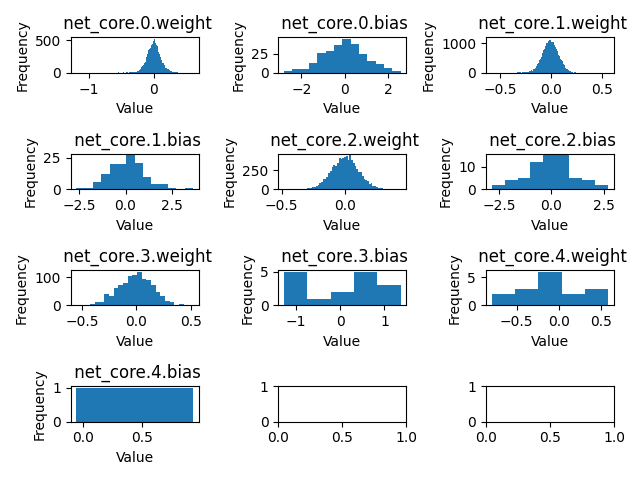 net_core.0.weight
net_core.0.bias
net_core.1.weight
Frequency
500
0
−1
0
Value
Frequency
25
0
−2
0
2
Value
Frequency
1000
0
−0.5
0.0
0.5
Value
net_core.1.bias
net_core.2.weight
net_core.2.bias
Frequency
25
0
−2.5
0.0
2.5
Value
Frequency
250
0
−0.5
0.0
Value
Frequency
10
0
−2.5
0.0
2.5
Value
net_core.3.weight
net_core.3.bias
net_core.4.weight
Frequency
100
0
−0.5
0.0
0.5
Value
Frequency
5
0
−1
0
1
Value
Frequency
5
0
−0.5
0.0
0.5
Value
net_core.4.bias
Frequency
1
0
0.0
0.5
Value
1
0
0.0
0.5
1.0
1
0
0.0
0.5
1.0